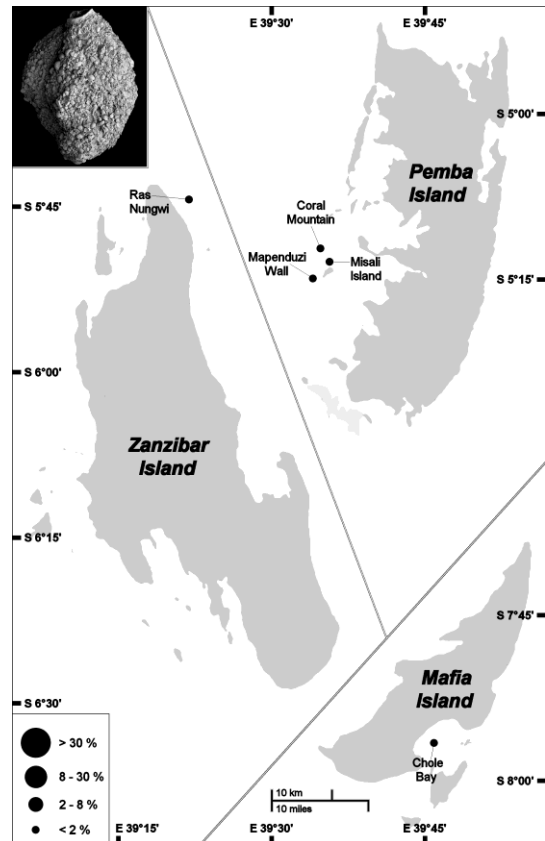 E 39°30'
E 39°45'
S 5°00'
Pemba
Island
Ras
Nungwi
S 5°45'
Coral
Mountain
Mapenduzi
Wall
Misali
Island
S 5°15'
S 6°00'
Zanzibar
Island
S 6°15'
S 7°45'
Mafia
Island
S 6°30'
> 30 %
8 - 30 %
2 - 8 %
< 2 %
Chole
Bay
S 8°00'
10 km
10 miles
E 39°15'
E 39°30'
E 39°45'